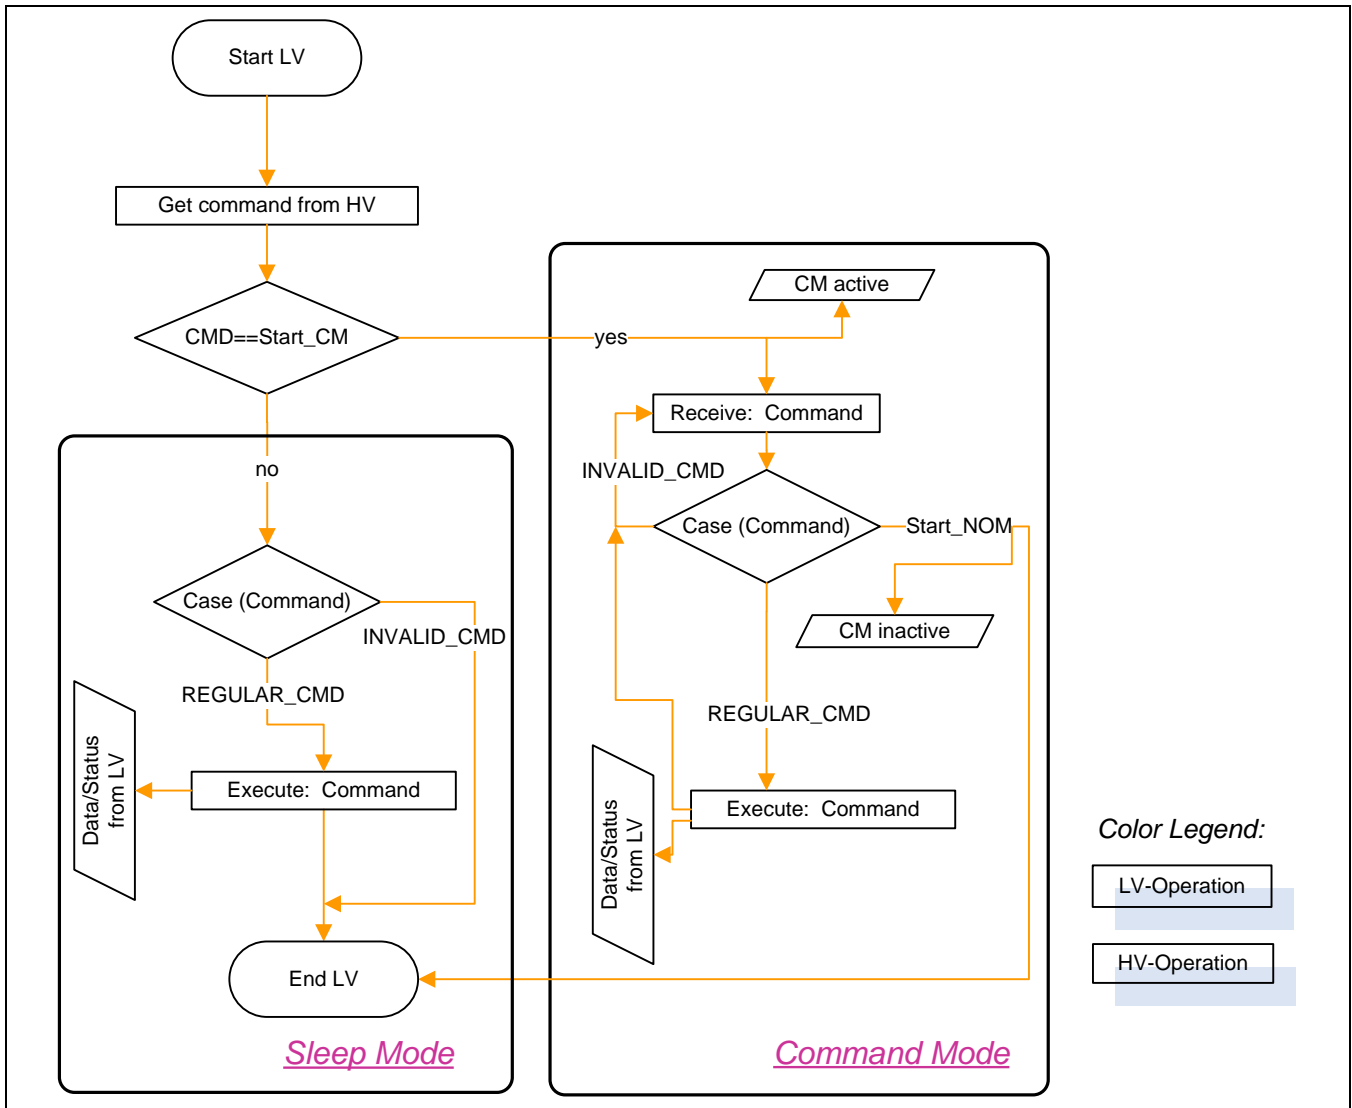 Start LV
Get command from HV
CMD==Start_CM
yes
no
CM active
Receive:  Command
INVALID_CMD
Case (Command)
Start_NOM
CM inactive
REGULAR_CMD
Execute:  Command
Data/Status
from LV
Command Mode
Case (Command)
INVALID_CMD
REGULAR_CMD
Execute:  Command
Data/Status
from LV
End LV
Sleep Mode
Color Legend:
LV-Operation
HV-Operation